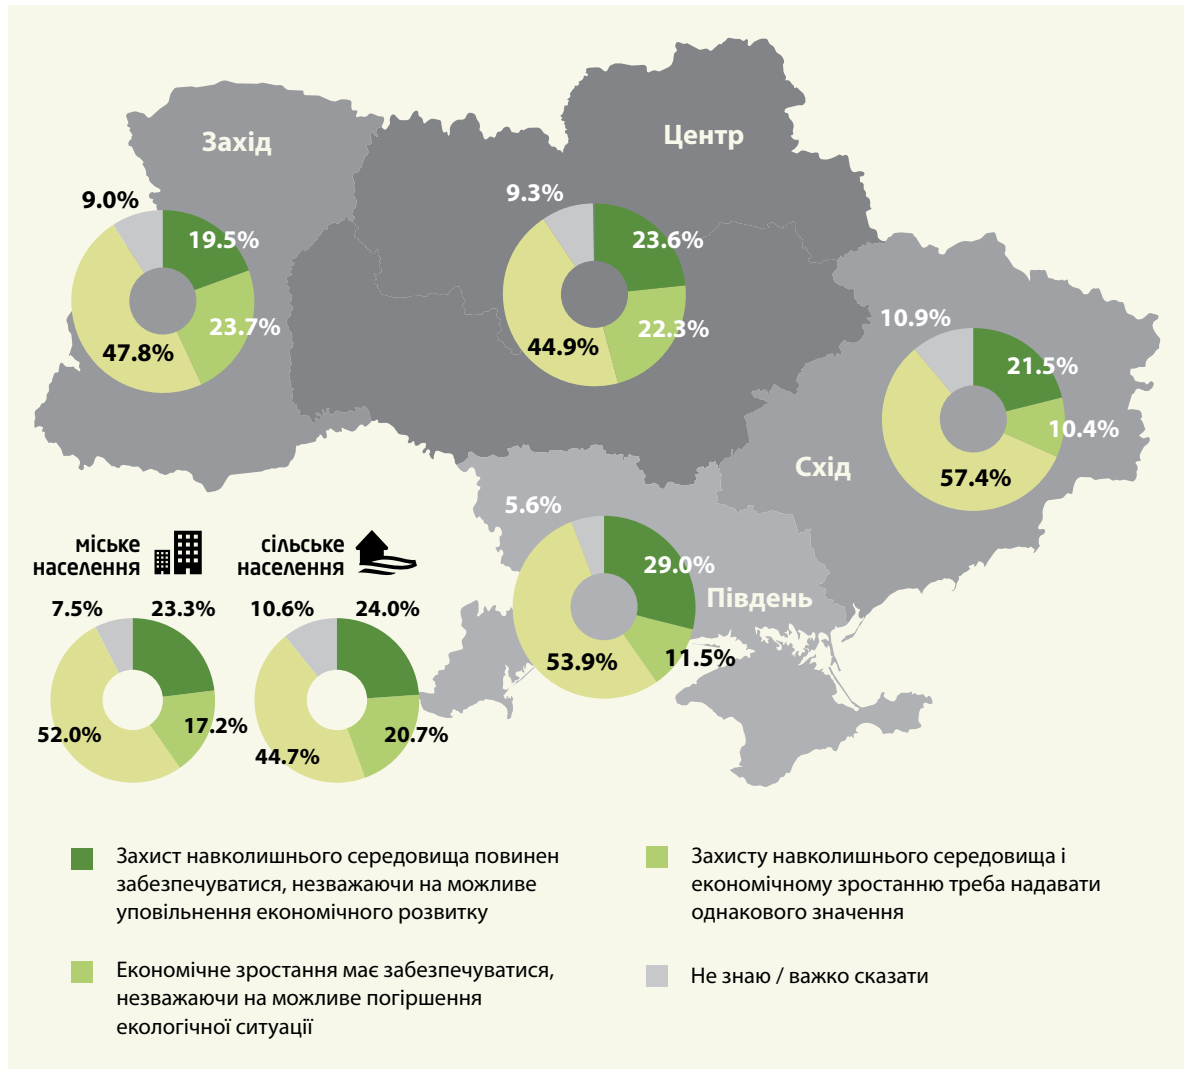 Захід
9.0%
19.5%
23.7%
47.8%
Центр
9.3%
23.6%
22.3%
44.9%
Схід
10.9%
21.5%
10.4%
57.4%
Південь
5.6%
29.0%
11.5%
53.9%
міське
населення
7.5%
23.3%
17.2%
52.0%
сільське
населення
10.6%
24.0%
20.7%
44.7%
Захист навколишнього середовища повинен
забезпечуватися, незважаючи на можливе
уповільнення економічного розвитку
Економічне зростання має забезпечуватися,
незважаючи на можливе погіршення
екологічної ситуації
Захисту навколишнього середовища і
економічному зростанню треба надавати
однакового значення
Не знаю / важко сказати